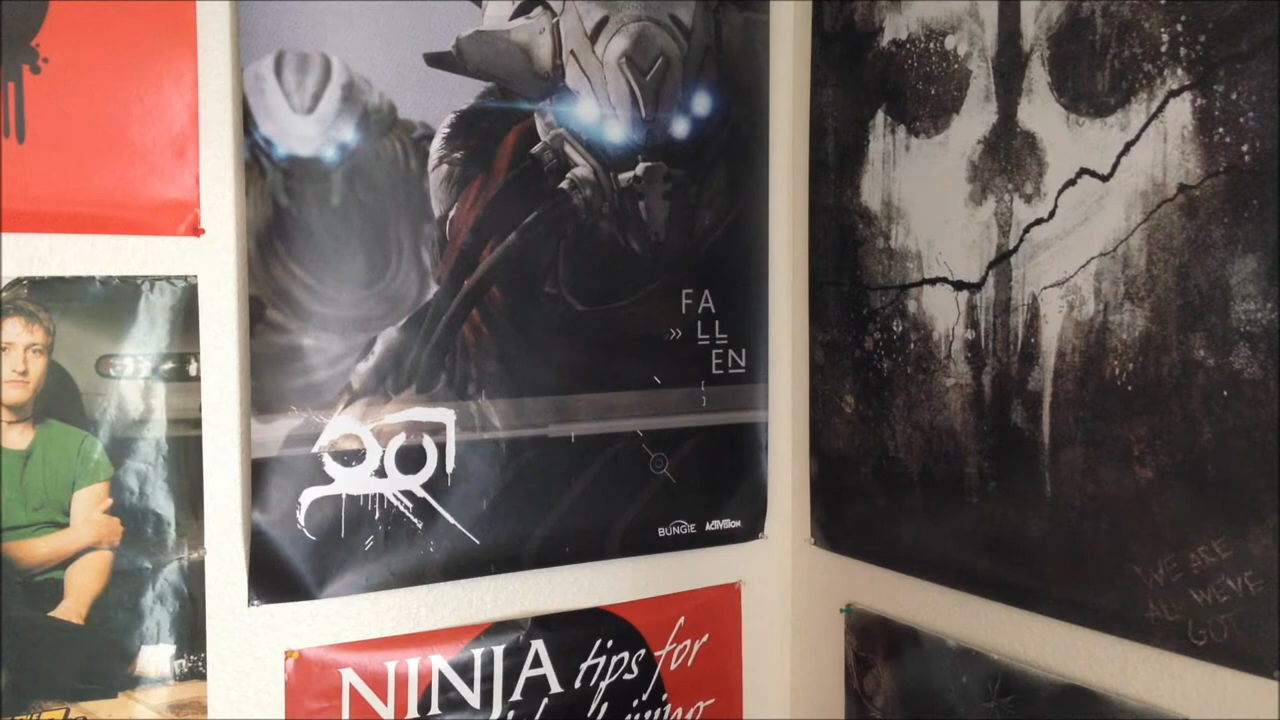 FA
LL
EN
BUNGIE ACTIVISION
WE ARE
ALL WE'VE
GOT
NINJA tips for